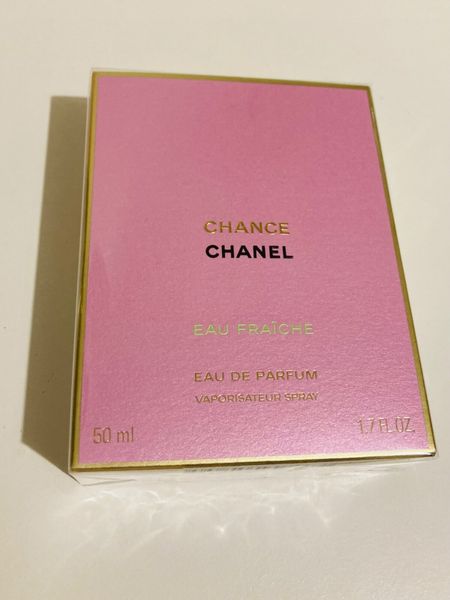 CHANCE
CHANEL
EAU FRAÎCHE
EAU DE PARFUM
VAPORISATEUR SPRAY
50 ml 1.7 FL.OZ.